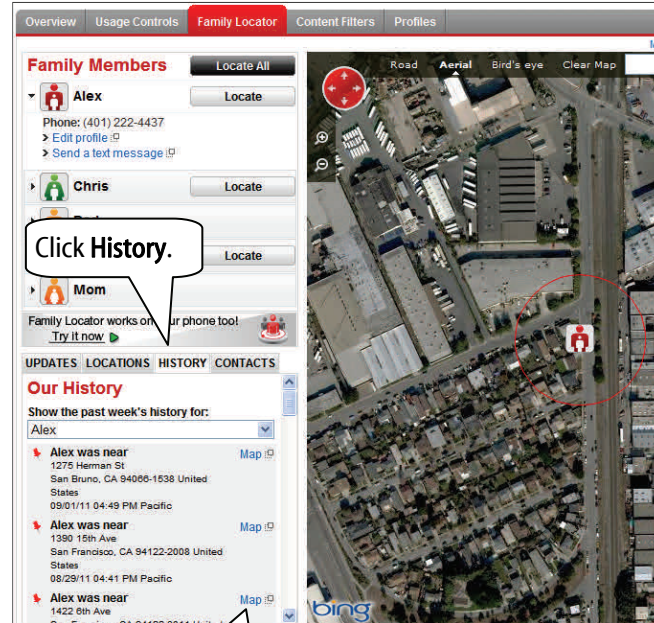 Overview Usage Controls Family Locator Content Filters Profiles
Family Members Locate All
Alex Locate
Phone: (401) 222-4437
Edit profile
Send a text message
Chris Locate
Click History.
Locate
Mom
Family Locator works on your phone too!
Try it now
UPDATES LOCATIONS HISTORY CONTACTS
Our History
Show the past week's history for:
Alex
Alex was near Map
1275 Herman St
San Bruno, CA 94066-1538 United
States
09/01/11 04:49 PM Pacific
Alex was near Map
1390 15th Ave
San Francisco, CA 94122-2008 United
States
08/29/11 04:41 PM Pacific
Alex was near Map
1422 6th Ave
Road Aerial Bird's eye Clear Map
bing